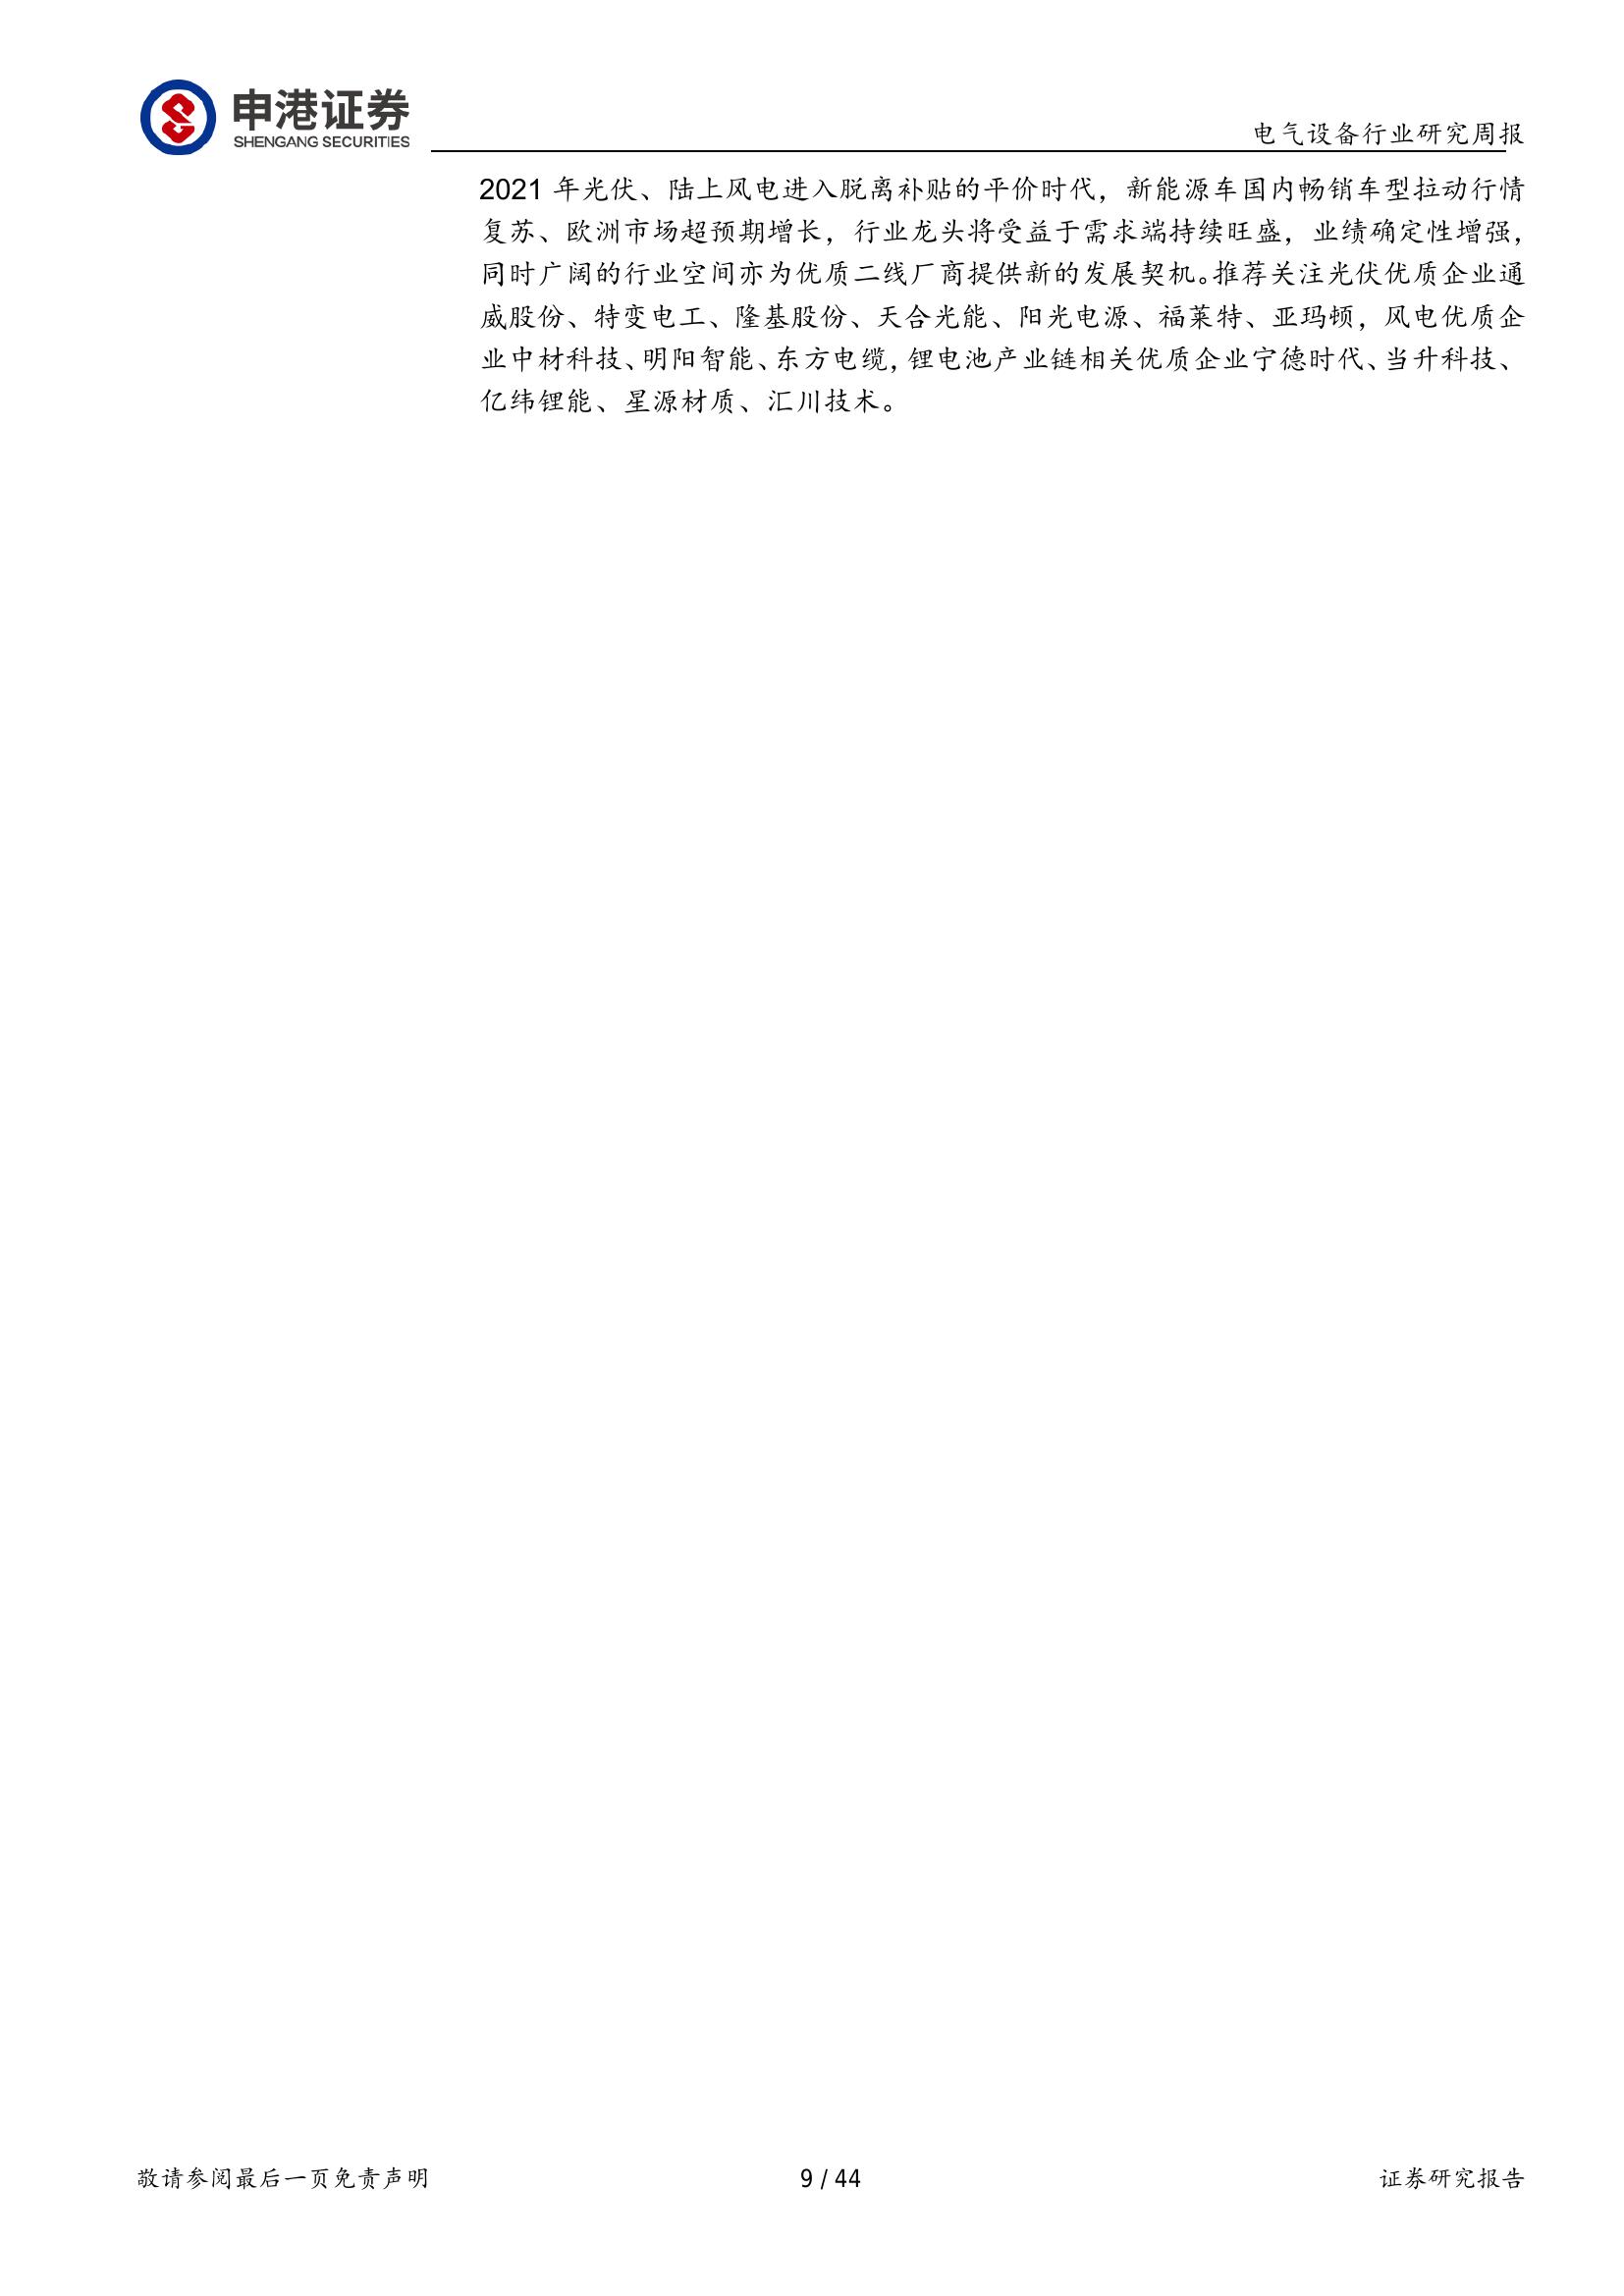 申港证券
SHENGANG SECURITIES
电气设备行业研究周报
2021 年光伏、陆上风电进入脱离补贴的平价时代，新能源车国内畅销车型拉动行情
复苏、欧洲市场超预期增长，行业龙头将受益于需求端持续旺盛，业绩确定性增强，
同时广阔的行业空间亦为优质二线厂商提供新的发展契机。推荐关注光伏优质企业通
威股份、特变电工、隆基股份、天合光能、阳光电源、福莱特、亚玛顿，风电优质企
业中材科技、明阳智能、东方电缆，锂电池产业链相关优质企业宁德时代、当升科技、
亿纬锂能、星源材质、汇川技术。
敬请参阅最后一页免责声明
9 / 44
证券研究报告